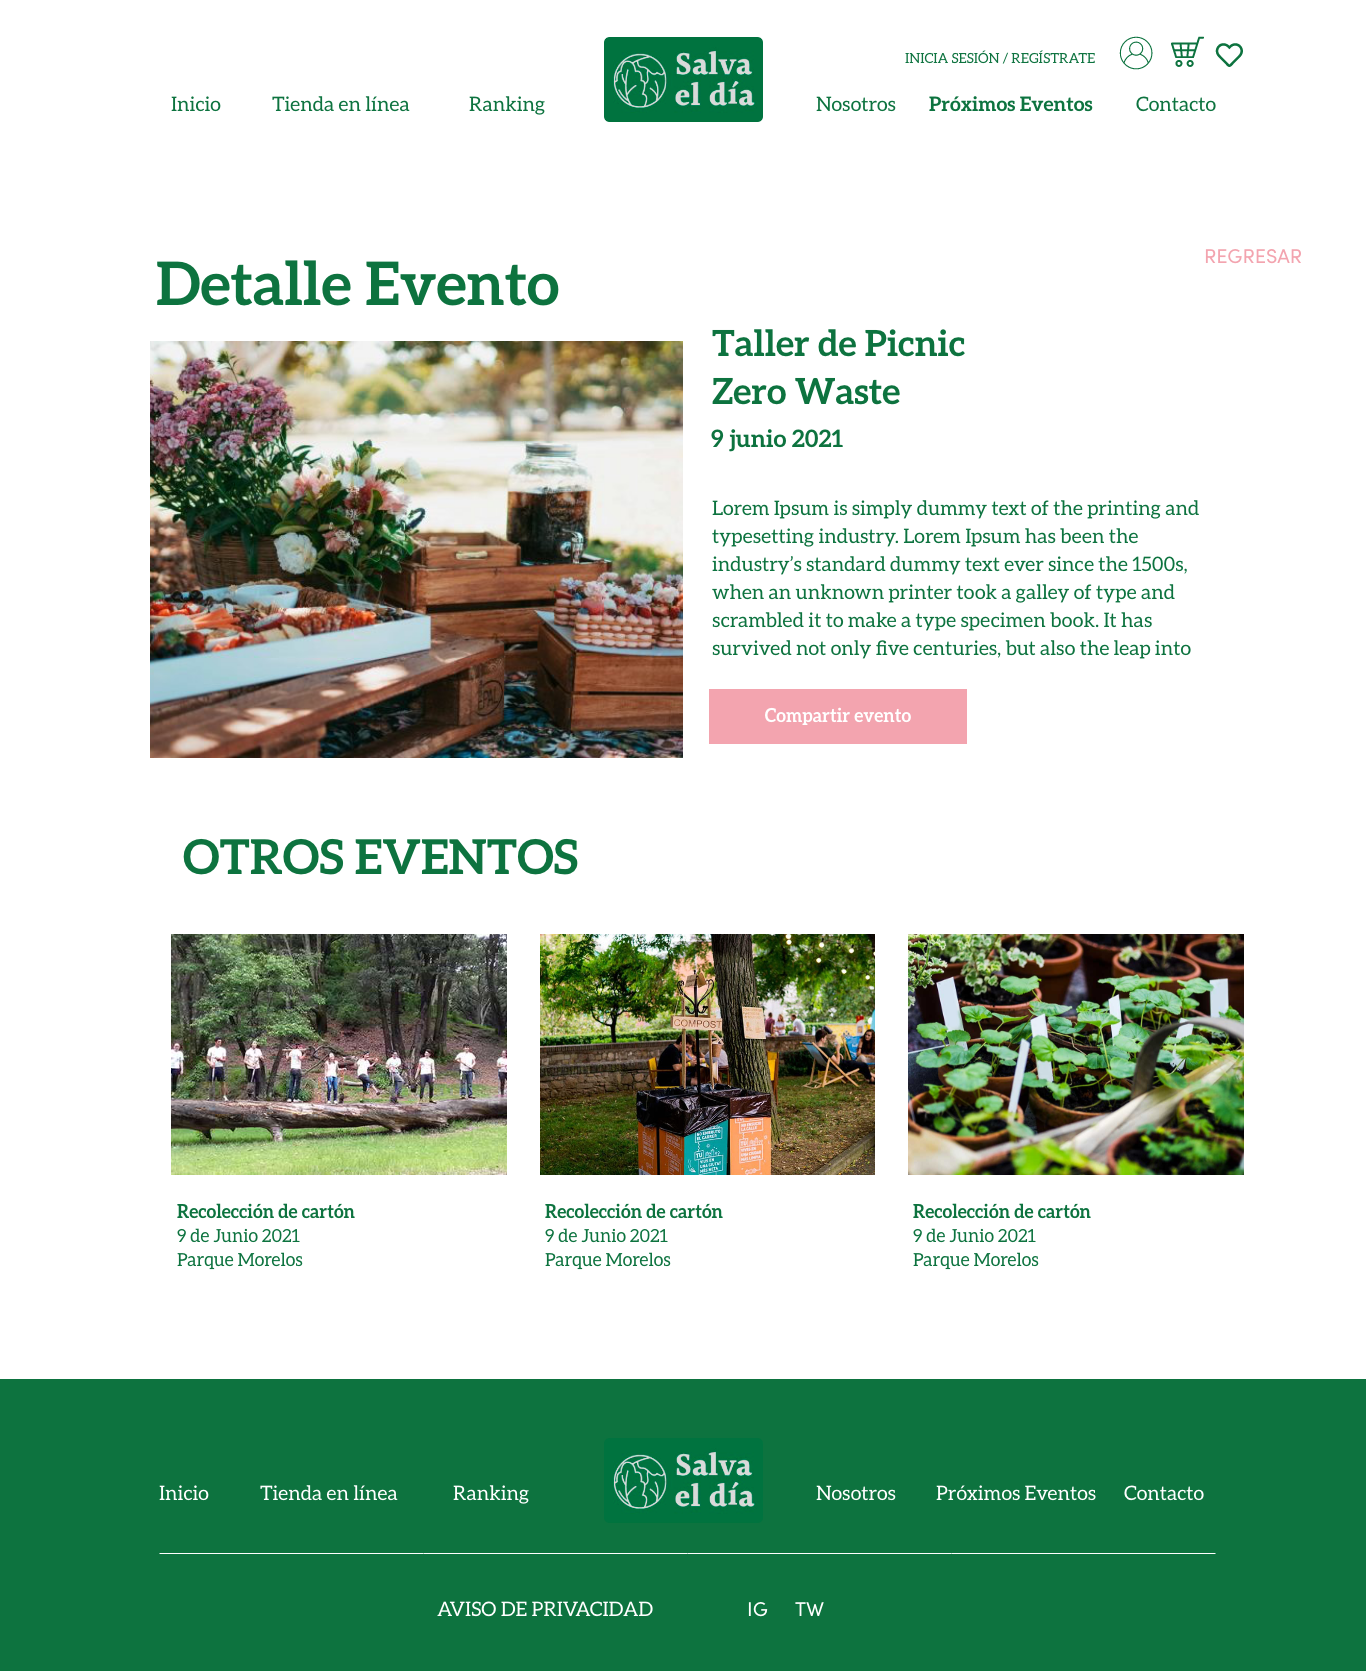 INICIA SESIÓN / REGÍSTRATE
Inicio
Tienda en línea
Ranking
Salva
el día
Nosotros
Próximos Eventos
Contacto
REGRESAR
Detalle Evento
Taller de Picnic
Zero Waste
9 junio 2021
Lorem Ipsum is simply dummy text of the printing and
typesetting industry. Lorem Ipsum has been the
industry’s standard dummy text ever since the 1500s,
when an unknown printer took a galley of type and
scrambled it to make a type specimen book. It has
survived not only five centuries, but also the leap into
Compartir evento
OTROS EVENTOS
COMPOST
Recolección de cartón
9 de Junio 2021
Parque Morelos
Recolección de cartón
9 de Junio 2021
Parque Morelos
Recolección de cartón
9 de Junio 2021
Parque Morelos
Inicio
Tienda en línea
Ranking
Salva
el día
Nosotros
Próximos Eventos
Contacto
AVISO DE PRIVACIDAD
IG
TW